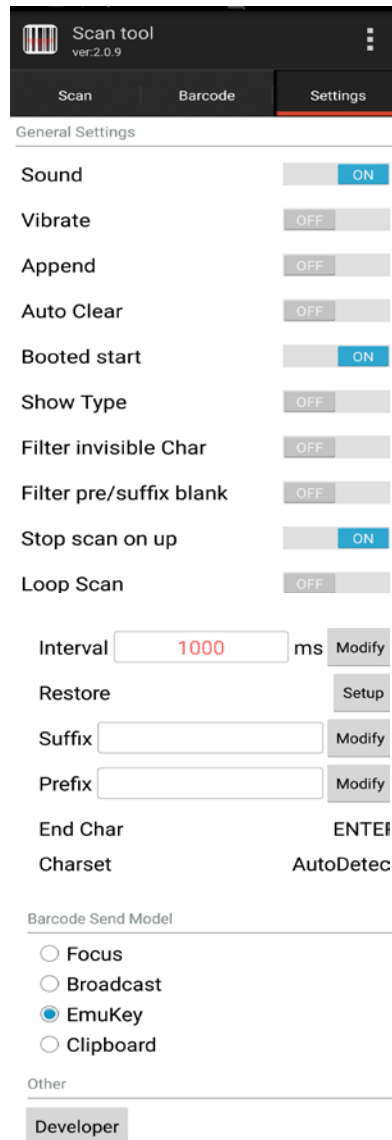 Scan tool
ver:2.0.9
Scan Barcode Settings
General Settings
Sound ON
Vibrate OFF
Append OFF
Auto Clear OFF
Booted start ON
Show Type OFF
Filter invisible Char OFF
Filter pre/suffix blank OFF
Stop scan on up ON
Loop Scan OFF
Interval 1000 ms Modify
Restore Setup
Suffix Modify
Prefix Modify
End Char ENTER
Charset AutoDetec
Barcode Send Model
Focus
Broadcast
EmuKey
Clipboard
Other
Developer